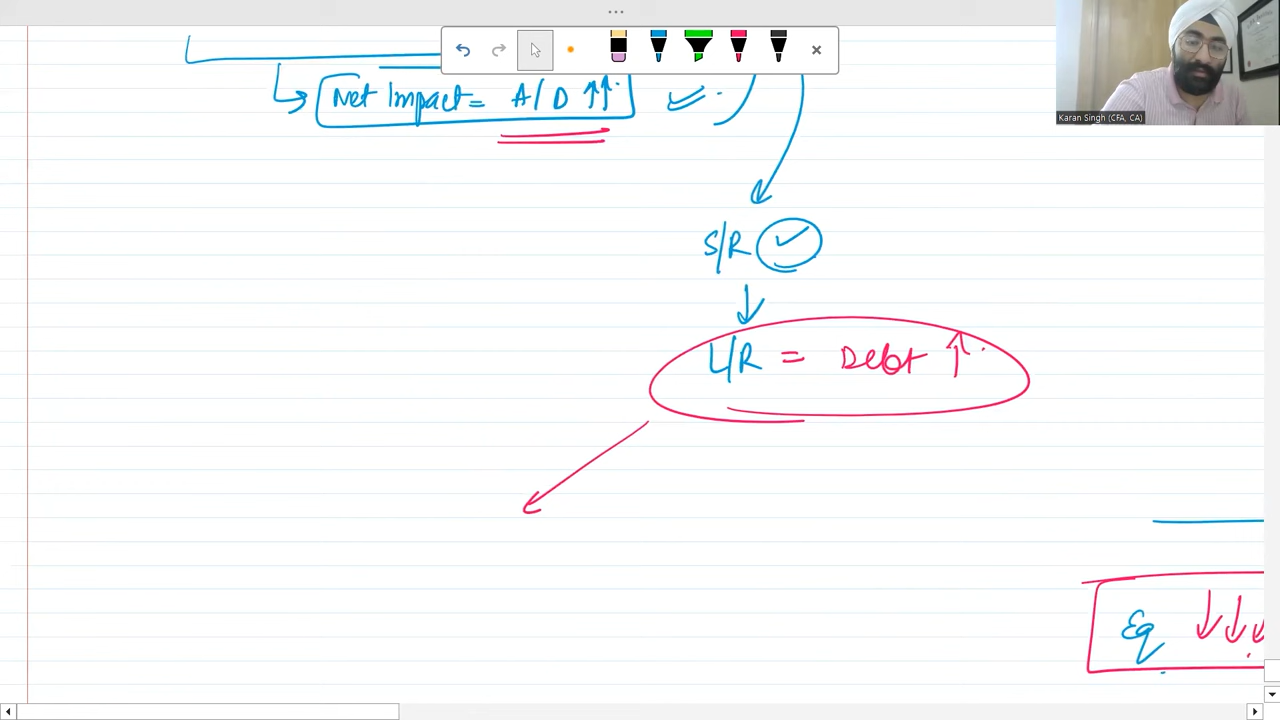 Karan Singh (CFA, CA)
Net Impact = A/D ↑↑
S/R ✓
↓
L/R = Debt ↑
Eq ↓↓↓